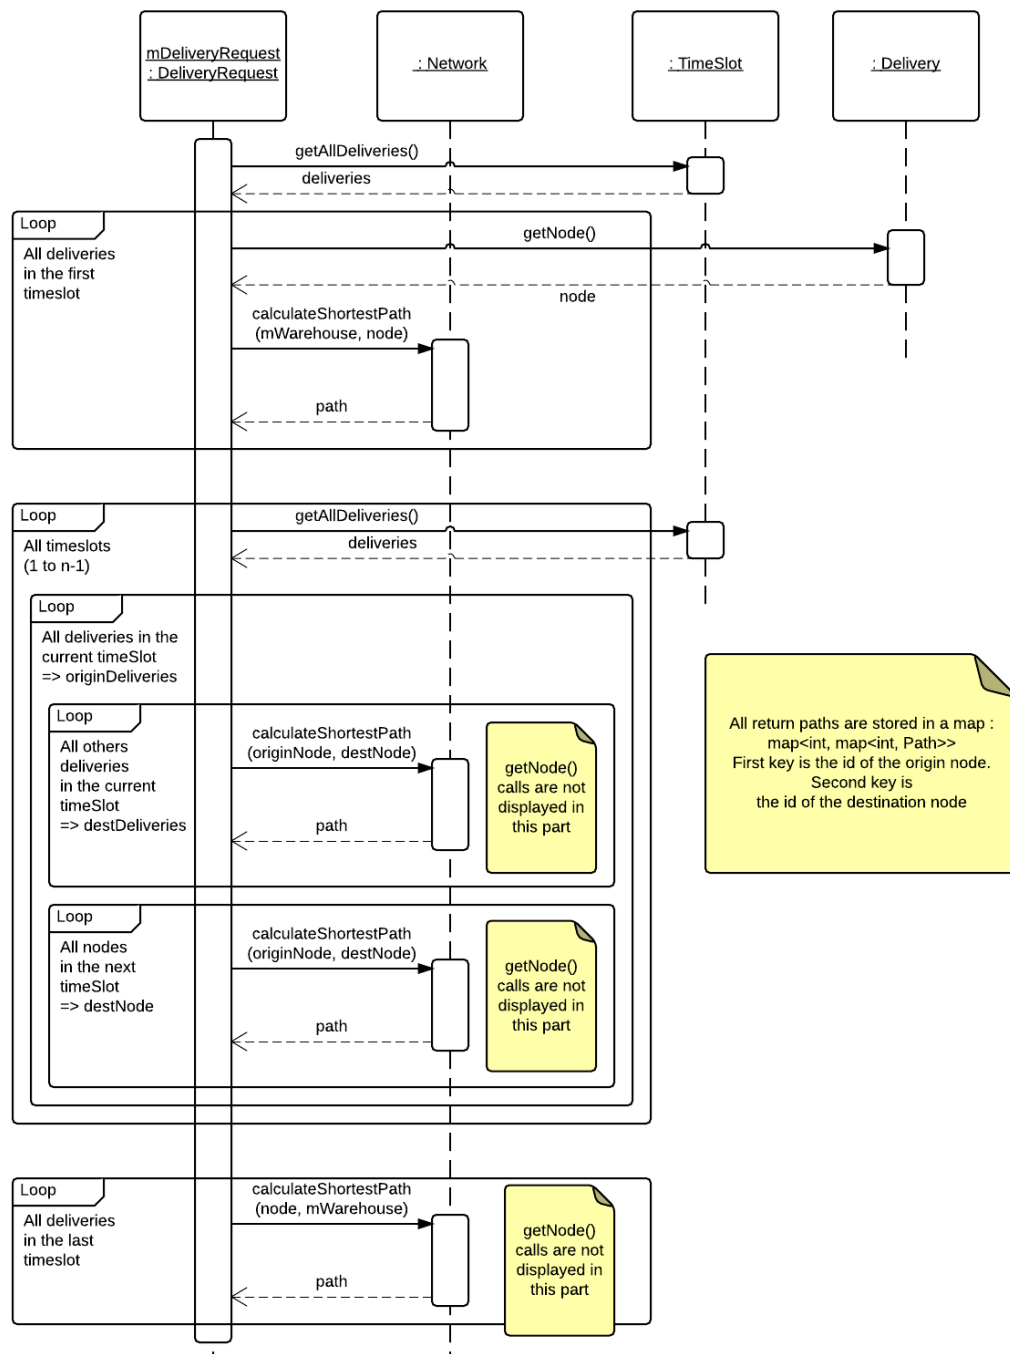 mDeliveryRequest
: DeliveryRequest
: Network
: TimeSlot
: Delivery
getAllDeliveries()
deliveries
Loop
All deliveries
in the first
timeslot
getNode()
node
calculateShortestPath
(mWarehouse, node)
path
Loop
All timeslots
(1 to n-1)
getAllDeliveries()
deliveries
Loop
All deliveries in the
current timeSlot
=> originDeliveries
Loop
All others
deliveries
in the current
timeSlot
=> destDeliveries
calculateShortestPath
(originNode, destNode)
path
getNode()
calls are not
displayed in
this part
All return paths are stored in a map :
map<int, map<int, Path>>
First key is the id of the origin node.
Second key is
the id of the destination node
Loop
All nodes
in the next
timeSlot
=> destNode
calculateShortestPath
(originNode, destNode)
path
getNode()
calls are not
displayed in
this part
Loop
All deliveries
in the last
timeslot
calculateShortestPath
(node, mWarehouse)
path
getNode()
calls are not
displayed in
this part